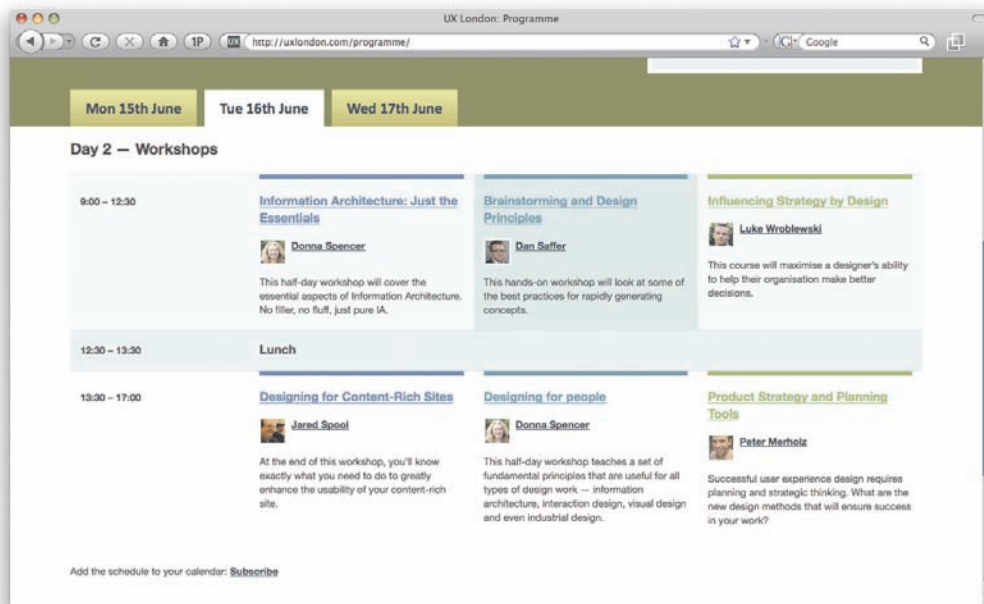 UX London: Programme
1P
UX
http://uxlondon.com/programme/
G
Google
Mon 15th June
Tue 16th June
Wed 17th June
Day 2 — Workshops
9:00 – 12:30
Information Architecture: Just the
Essentials
Donna Spencer
This half-day workshop will cover the
essential aspects of Information Architecture.
No filler, no fluff, just pure IA.
Brainstorming and Design
Principles
Dan Saffer
This hands-on workshop will look at some of
the best practices for rapidly generating
concepts.
Influencing Strategy by Design
Luke Wroblewski
This course will maximise a designer's ability
to help their organisation make better
decisions.
12:30 – 13:30
Lunch
13:30 – 17:00
Designing for Content-Rich Sites
Jared Spool
At the end of this workshop, you'll know
exactly what you need to do to greatly
enhance the usability of your content-rich
site.
Designing for people
Donna Spencer
This half-day workshop teaches a set of
fundamental principles that are useful for all
types of design work — information
architecture, interaction design, visual design
and even industrial design.
Product Strategy and Planning
Tools
Peter Merholz
Successful user experience design requires
planning and strategic thinking. What are the
new design methods that will ensure success
in your work?
Add the schedule to your calendar: Subscribe